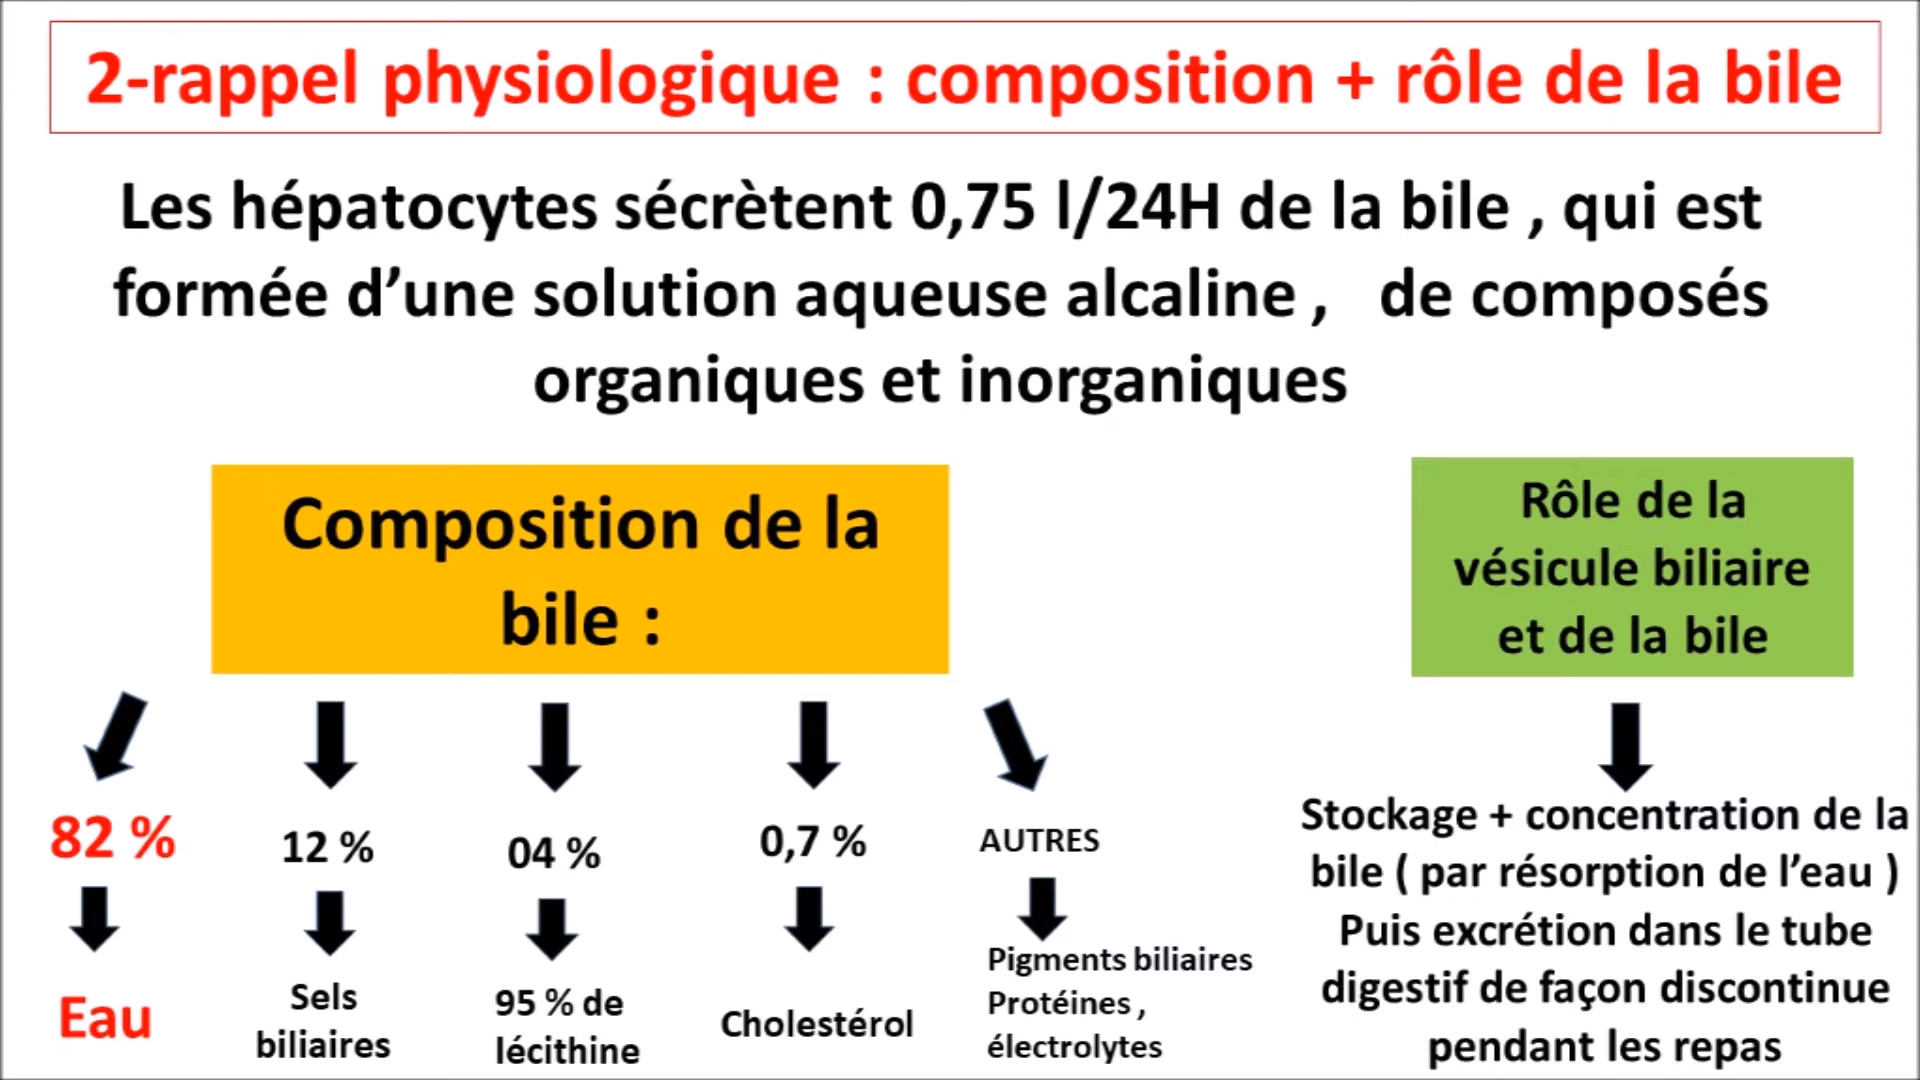 2-rappel physiologique : composition + rôle de la bile
Les hépatocytes sécrètent 0,75 l/24H de la bile , qui est
formée d’une solution aqueuse alcaline , de composés
organiques et inorganiques
Composition de la
bile :
82 %
Eau
12 %
Sels
biliaires
04 %
95 % de
lécithine
0,7 %
Cholestérol
AUTRES
Pigments biliaires
Protéines ,
électrolytes
Rôle de la
vésicule biliaire
et de la bile
Stockage + concentration de la
bile ( par résorption de l’eau )
Puis excrétion dans le tube
digestif de façon discontinue
pendant les repas